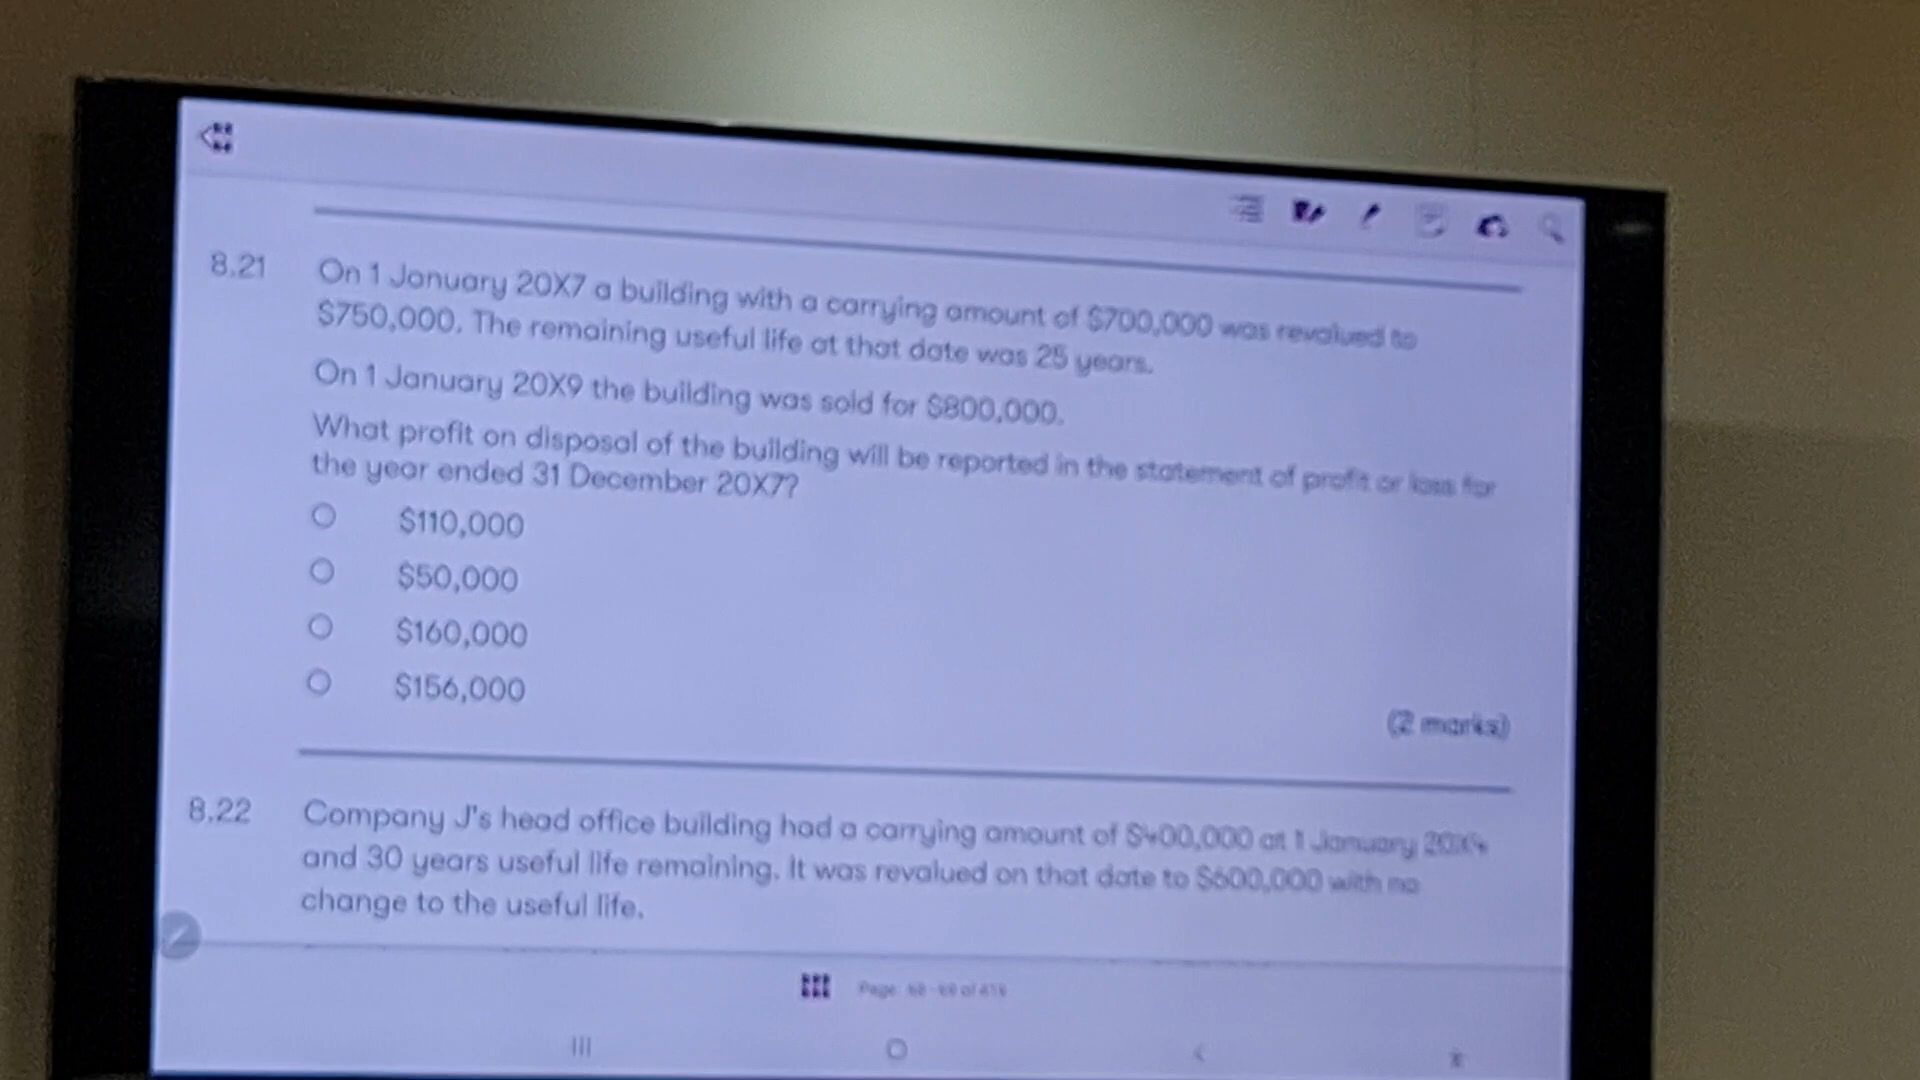 8.21 On 1 January 20X7 a building with a carrying amount of $700,000 was revalued to
$750,000. The remaining useful life at that date was 25 years.
On 1 January 20X9 the building was sold for $800,000.
What profit on disposal of the building will be reported in the statement of profit or loss for
the year ended 31 December 20X7?
$110,000
$50,000
$160,000
$156,000
(2 marks)
8.22 Company J's head office building had a carrying amount of $400,000 at 1 January
and 30 years useful life remaining. It was revalued on that date to $600,000 with no
change to the useful life.
Page